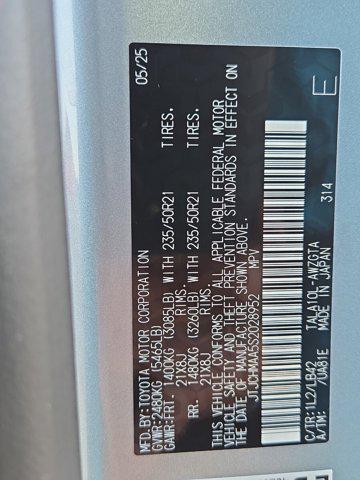 MFD.BY:TOYOTA MOTOR CORPORATION 05/25
GVWR:2480KG (5465LB)
GAWR:FRT. 1400KG (3085LB) WITH 235/50R21 TIRES.
21X8J RIMS.
RR. 1480KG (3260LB) WITH 235/50R21 TIRES.
21X8J RIMS.
THIS VEHICLE CONFORMS TO ALL APPLICABLE FEDERAL MOTOR
VEHICLE SAFETY AND THEFT PREVENTION STANDARDS IN EFFECT ON
THE DATE OF MANUFACTURE SHOWN ABOVE.
MPV
C/TR:1L2/LB42 TALA10L-AWZGTA
A/TM: /UA81E MADE IN JAPAN 314
E